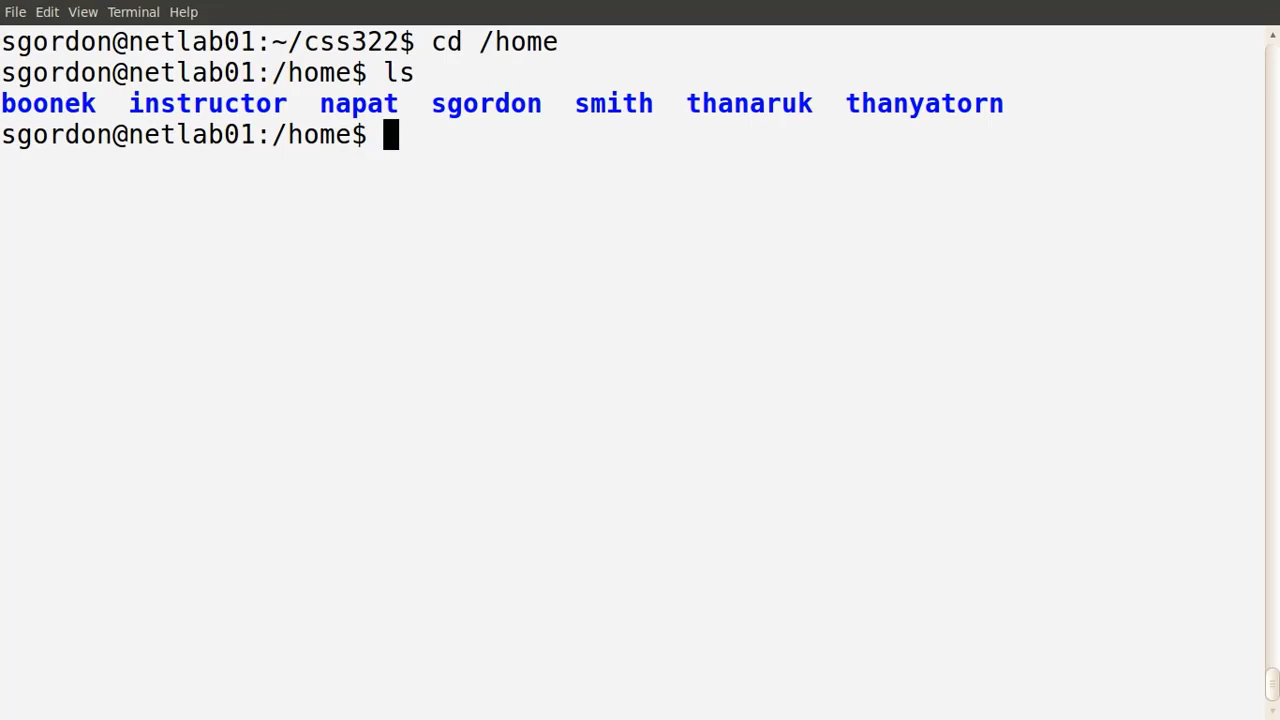 File Edit View Terminal Help
sgordon@netlab01:~/css322$ cd /home
sgordon@netlab01:/home$ ls
boonek  instructor  napat  sgordon  smith  thanaruk  thanyatorn
sgordon@netlab01:/home$